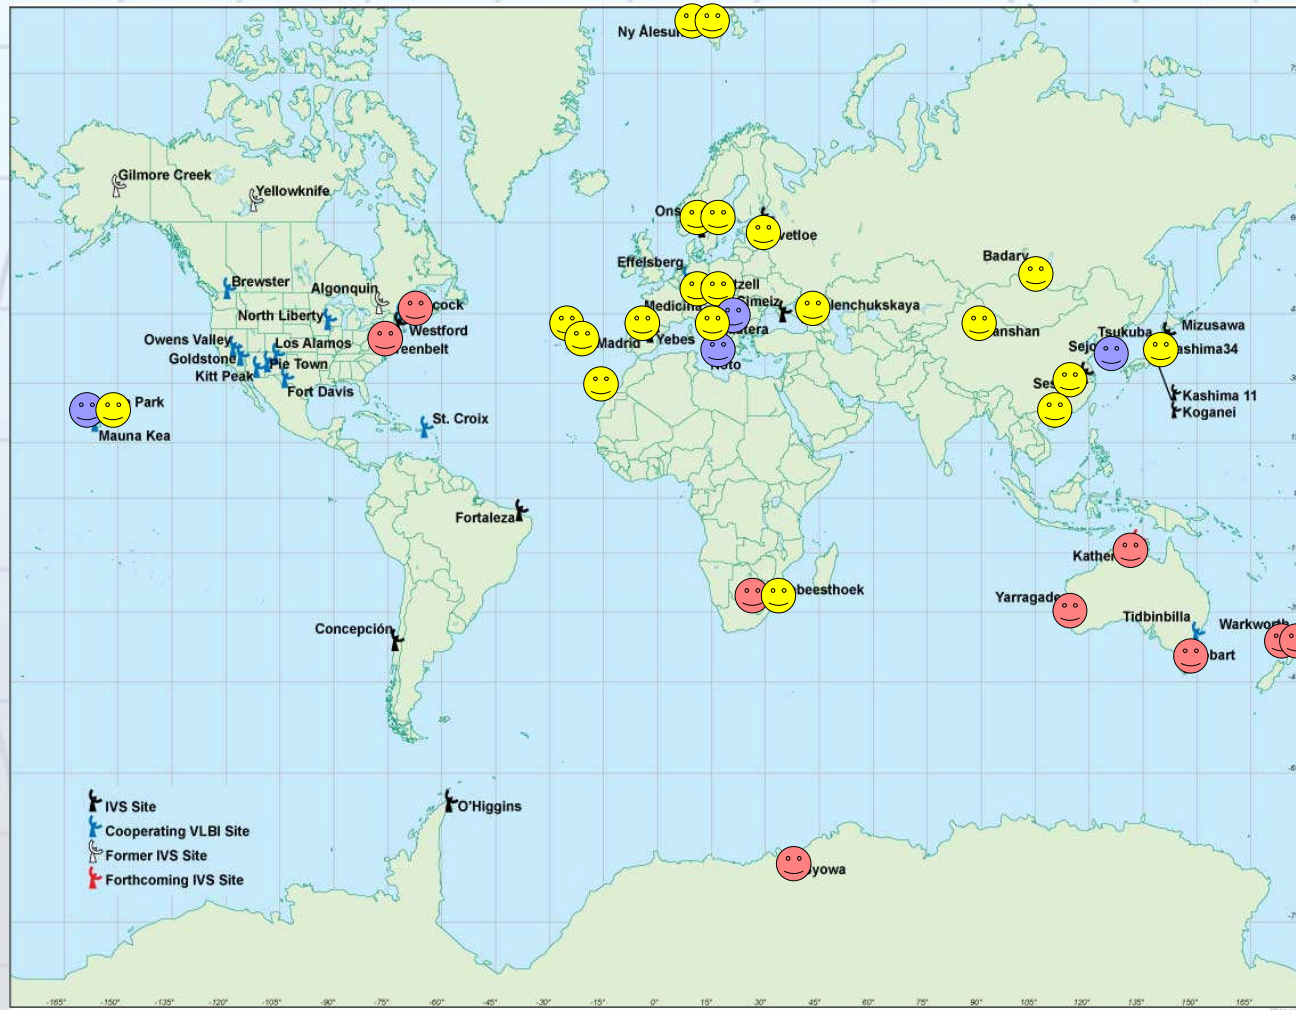 Ny Ålesun
Gilmore Creek
Yellowknife
Ons
vetloe
Effelsberg
Badary
Brewster
Algonquin
tzell
Simeiz
Medicina
cock
lenchukskaya
North Liberty
Westford
tera
anshan
Tsukuba
Mizusawa
Owens Valley
Los Alamos
reenbelt
Madrid
Yebes
Sejo
ashima34
Goldstone
Pie Town
Noto
Kitt Peak
Fort Davis
Ses
Kashima 11
Koganei
Park
Mauna Kea
St. Croix
Fortaleza
Kather
beesthoek
Yarragade
Concepción
Tidbinbilla
Warkworth
bart
IVS Site
O'Higgins
Cooperating VLBI Site
Former IVS Site
Forthcoming IVS Site
yowa
-165° -150° -135° -120° -105° -90° -75° -60° -45° -30° -15° 0° 15° 30° 45° 60° 75° 90° 105° 120° 135° 150° 165°